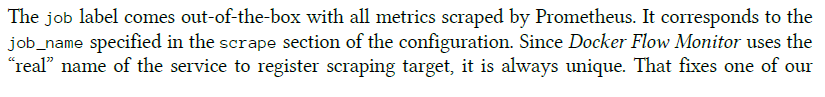 The job label comes out-of-the-box with all metrics scraped by Prometheus. It corresponds to the
job_name specified in the scrape section of the configuration. Since Docker Flow Monitor uses the
“real” name of the service to register scraping target, it is always unique. That fixes one of our